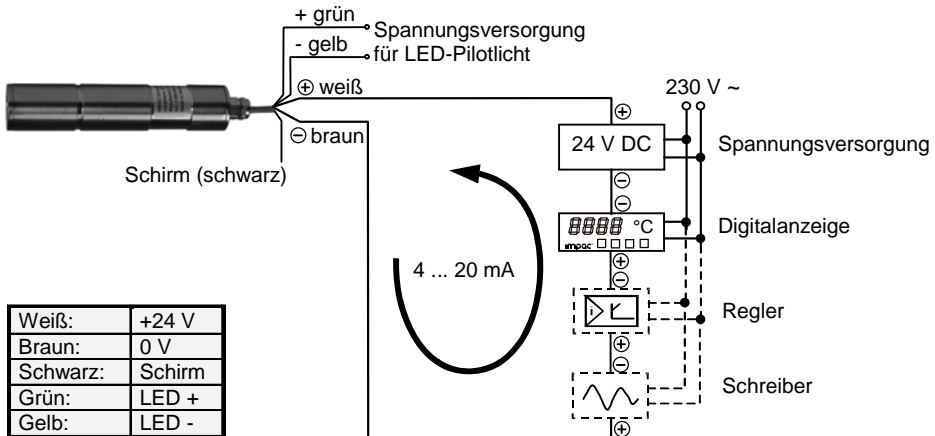 + grün
- gelb
Spannungsversorgung
für LED-Pilotlicht
⊕ weiß
⊖ braun
Schirm (schwarz)
230 V ~
⊕
24 V DC
Spannungsversorgung
⊖
⊖
8888 °C
impac
Digitalanzeige
4 ... 20 mA
⊕
⊖
i
Regler
⊕
⊖
Schreiber
⊕
Weiß: +24 V
Braun: 0 V
Schwarz: Schirm
Grün: LED +
Gelb: LED -